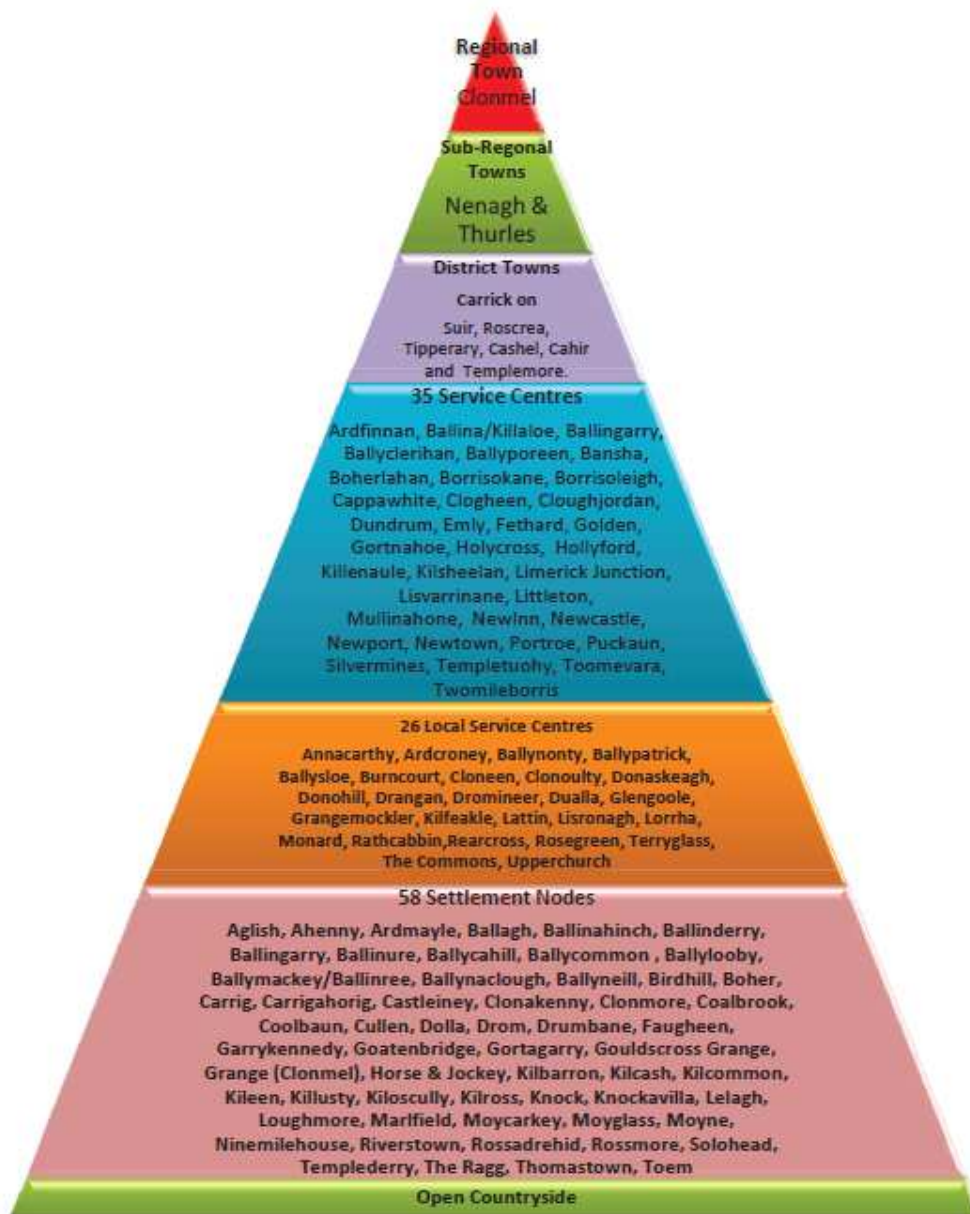 Regional
Town
Clonmel
Sub-Regonal
Towns
Nenagh &
Thurles
District Towns
Carrick on
Suir, Roscrea,
Tipperary, Cashel, Cahir
and Templemore.
35 Service Centres
Ardfinnan, Ballina/Killaloe, Ballingarry,
Ballyclerihan, Ballyporeen, Bansha,
Boherlahan, Borrisokane, Borrisoleigh,
Cappawhite, Clogheen, Cloughjordan,
Dundrum, Emly, Fethard, Golden,
Gortnahoe, Holycross, Hollyford,
Killenaule, Kilsheelan, Limerick Junction,
Lisvarrinane, Littleton,
Mullinahone, NewInn, Newcastle,
Newport, Newtown, Portroe, Puckaun,
Silvermines, Templetuohy, Toomevara,
Twomileborris
26 Local Service Centres
Annacarthy, Ardcroney, Ballynonty, Ballypatrick,
Ballysloe, Burncourt, Cloneen, Clonoulty, Donaskeagh,
Donohill, Drangan, Dromineer, Dualla, Glengoole,
Grangemockler, Kilfeakle, Lattin, Lisronagh, Lorrha,
Monard, Rathcabbin,Rearcross, Rosegreen, Terryglass,
The Commons, Upperchurch
58 Settlement Nodes
Aglish, Ahenny, Ardmayle, Ballagh, Ballinahinch, Ballinderry,
Ballingarry, Ballinure, Ballycahill, Ballycommon , Ballylooby,
Ballymackey/Ballinree, Ballynaclough, Ballyneill, Birdhill, Boher,
Carrig, Carrigahorig, Castleiney, Clonakenny, Clonmore, Coalbrook,
Coolbaun, Cullen, Dolla, Drom, Drumbane, Faugheen,
Garrykennedy, Goatenbridge, Gortagarry, Gouldscross Grange,
Grange (Clonmel), Horse & Jockey, Kilbarron, Kilcash, Kilcommon,
Kileen, Killusty, Kiloscully, Kilross, Knock, Knockavilla, Lelagh,
Loughmore, Marlfield, Moycarkey, Moyglass, Moyne,
Ninemilehouse, Riverstown, Rossadrehid, Rossmore, Solohead,
Templederry, The Ragg, Thomastown, Toem
Open Countryside